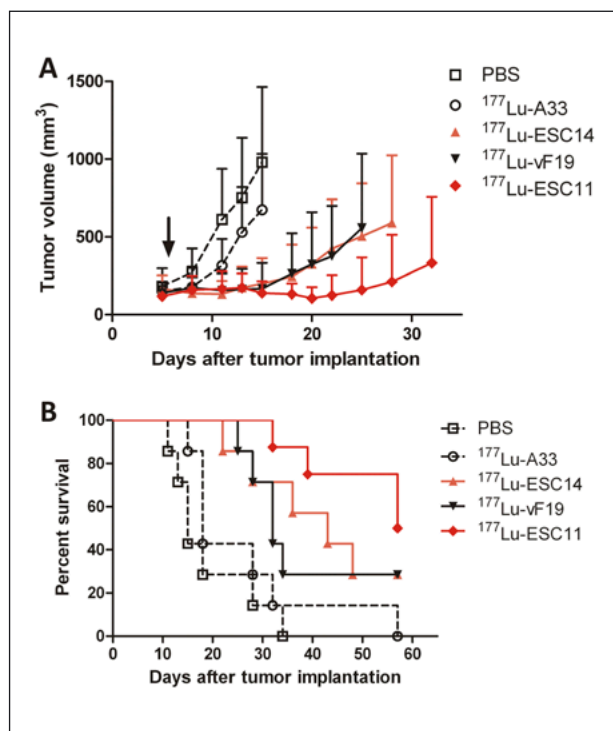 A
Tumor volume (mm³)
1500
1000
500
0
0 10 20 30
Days after tumor implantation
PBS
¹⁷⁷Lu-A33
¹⁷⁷Lu-ESC14
¹⁷⁷Lu-vF19
¹⁷⁷Lu-ESC11
B
Percent survival
100
80
60
40
20
0
0 10 20 30 40 50 60
Days after tumor implantation
PBS
¹⁷⁷Lu-A33
¹⁷⁷Lu-ESC14
¹⁷⁷Lu-vF19
¹⁷⁷Lu-ESC11